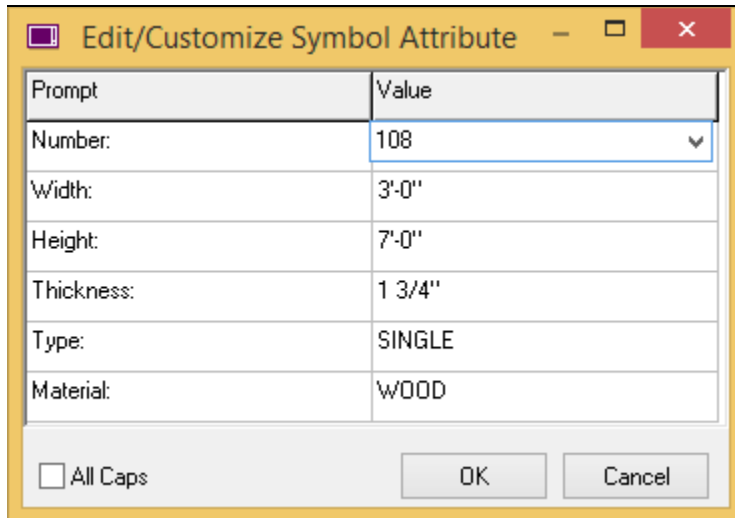 Edit/Customize Symbol Attribute
Prompt Value
Number: 108
Width: 3'-0"
Height: 7'-0"
Thickness: 1 3/4"
Type: SINGLE
Material: WOOD
All Caps OK Cancel